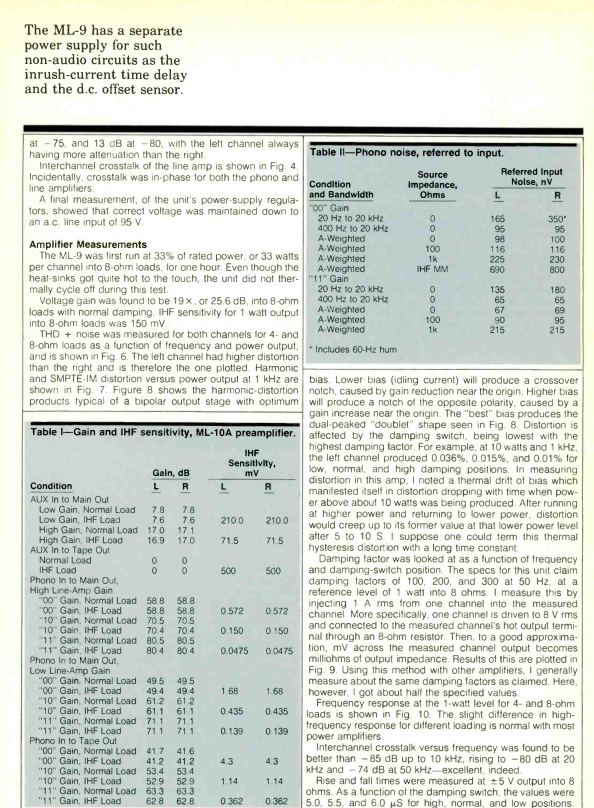 The ML-9 has a separate
power supply for such
non-audio circuits as the
inrush-current time delay
and the d.c. offset sensor.
at −75, and 13 dB at −80, with the left channel always
having more attenuation than the right.
Interchannel crosstalk of the line amp is shown in Fig. 4.
Incidentally, crosstalk was in-phase for both the phono and
line amplifiers.
A final measurement, of the unit's power-supply regula-
tors, showed that correct voltage was maintained down to
an a.c. line input of 95 V.
Amplifier Measurements
The ML-9 was first run at 33% of rated power, or 33 watts
per channel into 8-ohm loads, for one hour. Even though the
heat-sinks got quite hot to the touch, the unit did not ther-
mally cycle off during this test.
Voltage gain was found to be 19 ×, or 25.6 dB, into 8-ohm
loads with normal damping. IHF sensitivity for 1 watt output
into 8-ohm loads was 150 mV.
THD + noise was measured for both channels for 4- and
8-ohm loads as a function of frequency and power output,
and is shown in Fig. 6. The left channel had higher distortion
than the right and is therefore the one plotted. Harmonic
and SMPTE-IM distortion versus power output at 1 kHz are
shown in Fig. 7. Figure 8 shows the harmonic-distortion
products typical of a bipolar output stage with optimum
Table I—Gain and IHF sensitivity, ML-10A preamplifier.
IHF
Sensitivity,
Gain, dB mV
Condition L R L R
AUX In to Main Out
Low Gain, Normal Load 7.8 7.8
Low Gain, IHF Load 7.6 7.6 210.0 210.0
High Gain, Normal Load 17.0 17.1
High Gain, IHF Load 16.9 17.0 71.5 71.5
AUX In to Tape Out
Normal Load 0 0
IHF Load 0 0 500 500
Phono In to Main Out,
High Line-Amp Gain
"00" Gain, Normal Load 58.8 58.8
"00" Gain, IHF Load 58.8 58.8 0.572 0.572
"10" Gain, Normal Load 70.5 70.5
"10" Gain, IHF Load 70.4 70.4 0.150 0.150
"11" Gain, Normal Load 80.5 80.5
"11" Gain, IHF Load 80.4 80.4 0.0475 0.0475
Phono In to Main Out,
Low Line-Amp Gain
"00" Gain, Normal Load 49.5 49.5
"00" Gain, IHF Load 49.4 49.4 1.68 1.68
"10" Gain, Normal Load 61.2 61.2
"10" Gain, IHF Load 61.1 61.1 0.435 0.435
"11" Gain, Normal Load 71.1 71.1
"11" Gain, IHF Load 71.1 71.1 0.139 0.139
Phono In to Tape Out
"00" Gain, Normal Load 41.7 41.6
"00" Gain, IHF Load 41.2 41.2 4.3 4.3
"10" Gain, Normal Load 53.4 53.4
"10" Gain, IHF Load 52.9 52.9 1.14 1.14
"11" Gain, Normal Load 63.3 63.3
"11" Gain, IHF Load 62.8 62.8 0.362 0.362
Table II—Phono noise, referred to input.
Source Referred Input
Condition Impedance, Noise, nV
and Bandwidth Ohms L R
"00" Gain
20 Hz to 20 kHz 0 165 350*
400 Hz to 20 kHz 0 95 95
A-Weighted 0 98 100
A-Weighted 100 116 116
A-Weighted 1k 225 230
A-Weighted IHF MM 690 800
"11" Gain
20 Hz to 20 kHz 0 135 180
400 Hz to 20 kHz 0 65 65
A-Weighted 0 67 69
A-Weighted 100 90 95
A-Weighted 1k 215 215
* Includes 60-Hz hum
bias. Lower bias (idling current) will produce a crossover
notch, caused by gain reduction near the origin. Higher bias
will produce a notch of the opposite polarity, caused by a
gain increase near the origin. The "best" bias produces the
dual-peaked "doublet" shape seen in Fig. 8. Distortion is
affected by the damping switch, being lowest with the
highest damping factor. For example, at 10 watts and 1 kHz,
the left channel produced 0.036%, 0.015%, and 0.01% for
low, normal, and high damping positions. In measuring
distortion in this amp, I noted a thermal drift of bias which
manifested itself in distortion dropping with time when pow-
er above about 10 watts was being produced. After running
at higher power and returning to lower power, distortion
would creep up to its former value at that lower power level
after 5 to 10 S. I suppose one could term this thermal
hysteresis distortion with a long time constant.
Damping factor was looked at as a function of frequency
and damping-switch position. The specs for this unit claim
damping factors of 100, 200, and 300 at 50 Hz, at a
reference level of 1 watt into 8 ohms. I measure this by
injecting 1 A rms from one channel into the measured
channel. More specifically, one channel is driven to 8 V rms
and connected to the measured channel's hot output termi-
nal through an 8-ohm resistor. Then, to a good approxima-
tion, mV across the measured channel output becomes
milliohms of output impedance. Results of this are plotted in
Fig. 9. Using this method with other amplifiers, I generally
measure about the same damping factors as claimed. Here,
however, I got about half the specified values.
Frequency response at the 1-watt level for 4- and 8-ohm
loads is shown in Fig. 10. The slight difference in high-
frequency response for different loading is normal with most
power amplifiers.
Interchannel crosstalk versus frequency was found to be
better than −85 dB up to 10 kHz, rising to −80 dB at 20
kHz and −74 dB at 50 kHz—excellent, indeed.
Rise and fall times were measured at ±5 V output into 8
ohms. As a function of the damping switch, the values were
5.0, 5.5, and 6.0 μS for high, normal, and low positions,